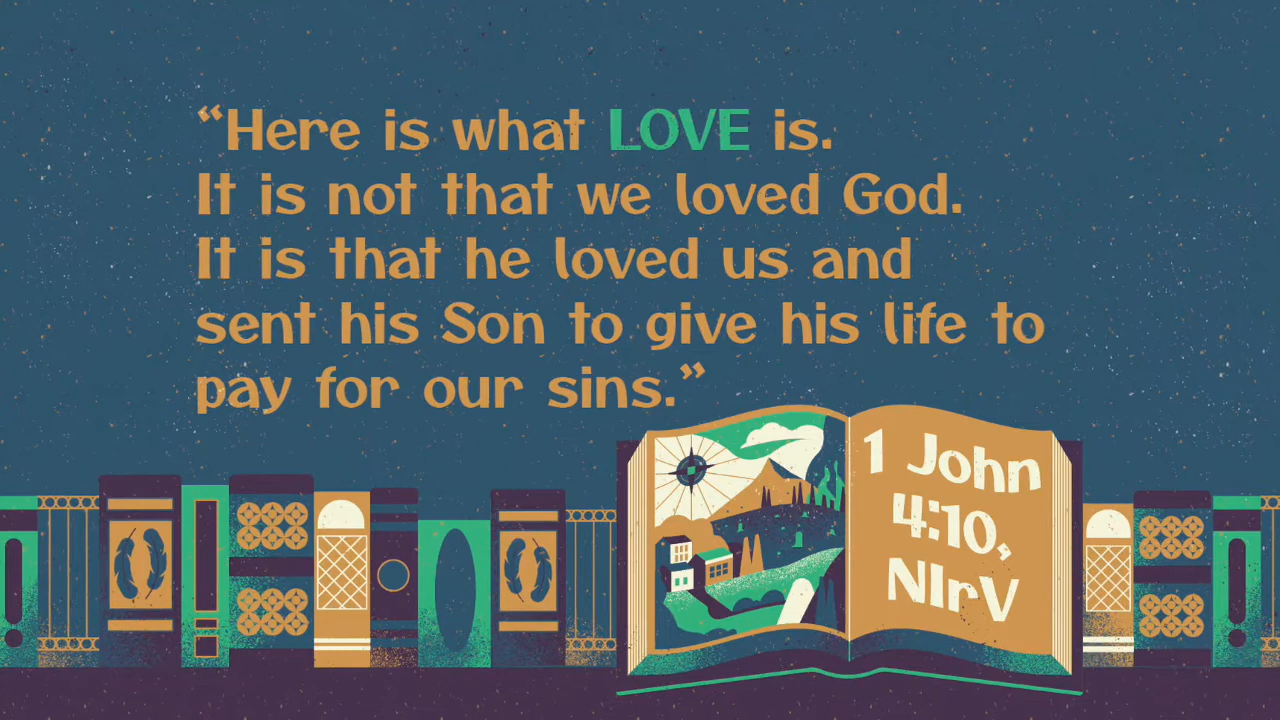 “Here is what LOVE is.
It is not that we loved God.
It is that he loved us and
sent his Son to give his life to
pay for our sins.”
1 John
4:10,
NIrV